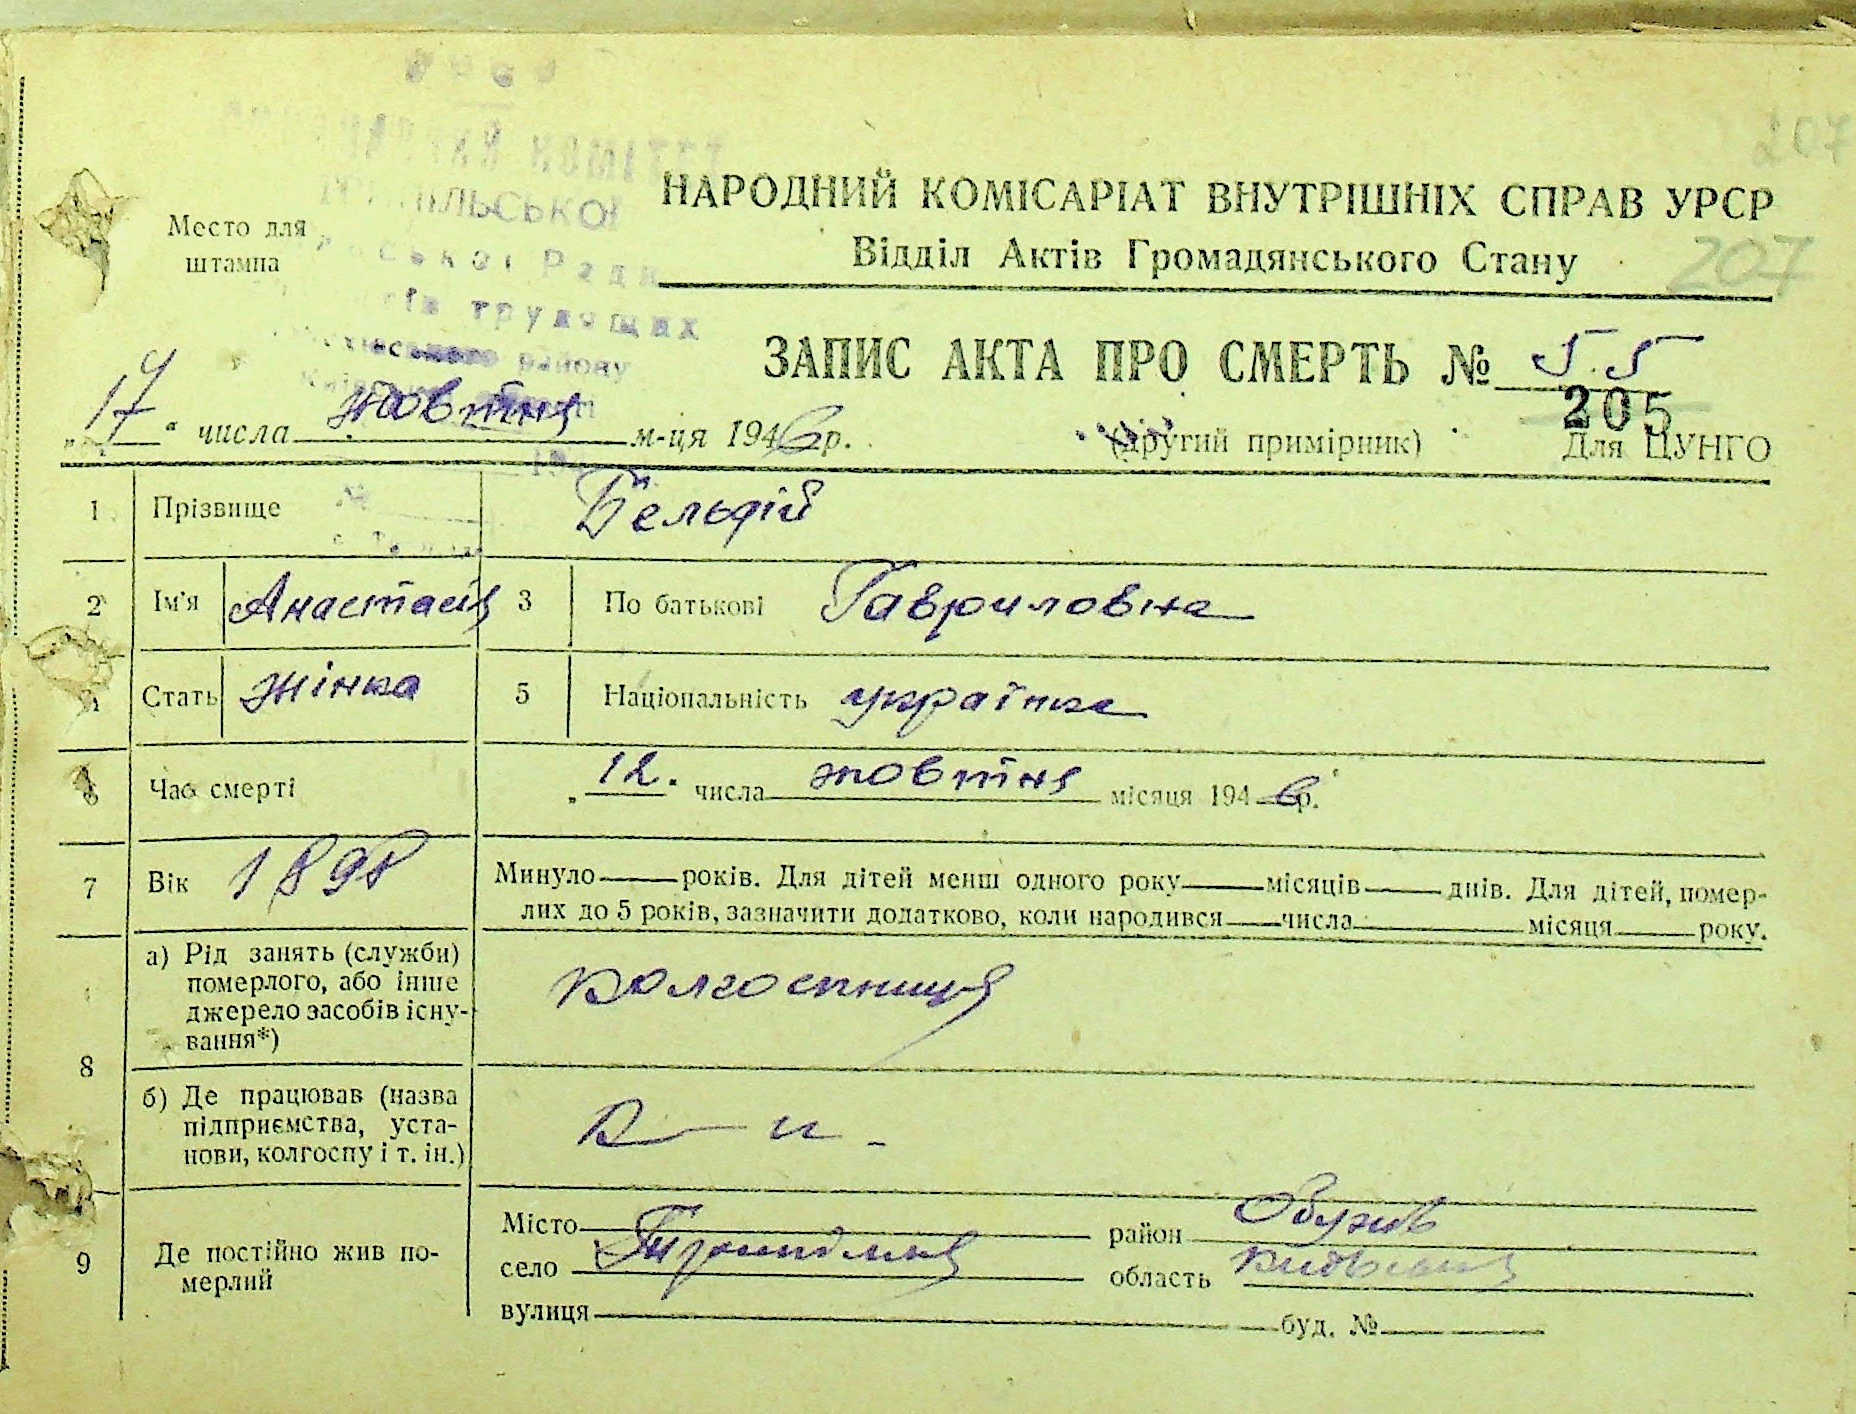 207
НАРОДНИЙ КОМІСАРІАТ ВНУТРІШНІХ СПРАВ УРСР
Відділ Актів Громадянського Стану
207
Место для
штампа
ільської
Ради
трудящих
району
ЗАПИС АКТА ПРО СМЕРТЬ № 55
205
„17“ числа жовтня м-ця 1946 р.
(другий примірник)
Для ЦУНГО
1 Прізвище Бельдій
2 Ім'я Анастасія 3 По батькові Гавриловна
Стать жінка 5 Національність українка
6 Час смерті „12. числа жовтня місяця 1946 р.
7 Вік 1898 Минуло років. Для дітей менш одного року місяців днів. Для дітей, помер-
лих до 5 років, зазначити додатково, коли народився числа місяця року.
8 а) Рід занять (служби)
померлого, або інше
джерело засобів існу-
вання*)
колгоспниця
б) Де працював (назва
підприємства, уста-
нови, колгоспу і т. ін.)
9 Де постійно жив по-
мерлий
Місто район Обухів
село область Київська
вулиця буд. №